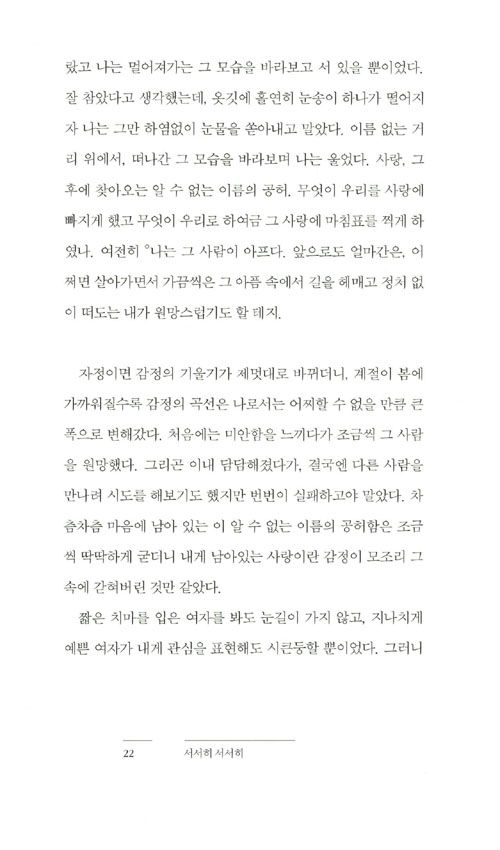 랐고 나는 멀어져가는 그 모습을 바라보고 서 있을 뿐이었다.
잘 참았다고 생각했는데, 옷깃에 홀연히 눈송이 하나가 떨어지
자 나는 그만 하염없이 눈물을 쏟아내고 말았다. 이름 없는 거
리 위에서, 떠나간 그 모습을 바라보며 나는 울었다. 사랑, 그
후에 찾아오는 알 수 없는 이름의 공허. 무엇이 우리를 사랑에
빠지게 했고 무엇이 우리로 하여금 그 사랑에 마침표를 찍게 하
였나. 여전히 °나는 그 사람이 아프다. 앞으로도 얼마간은, 어
쩌면 살아가면서 가끔씩은 그 아픔 속에서 길을 헤매고 정처 없
이 떠도는 내가 원망스럽기도 할 테지.
자정이면 감정의 기울기가 제멋대로 바뀌더니, 계절이 봄에
가까워질수록 감정의 곡선은 나로서는 어찌할 수 없을 만큼 큰
폭으로 변해갔다. 처음에는 미안함을 느끼다가 조금씩 그 사람
을 원망했다. 그리곤 이내 담담해졌다가, 결국엔 다른 사람을
만나려 시도를 해보기도 했지만 번번이 실패하고야 말았다. 차
츰차츰 마음에 남아 있는 이 알 수 없는 이름의 공허함은 조금
씩 딱딱하게 굳더니 내게 남아있는 사랑이란 감정이 모조리 그
속에 갇혀버린 것만 같았다.
짧은 치마를 입은 여자를 봐도 눈길이 가지 않고, 지나치게
예쁜 여자가 내게 관심을 표현해도 시큰둥할 뿐이었다. 그러니
22 서서히 서서히